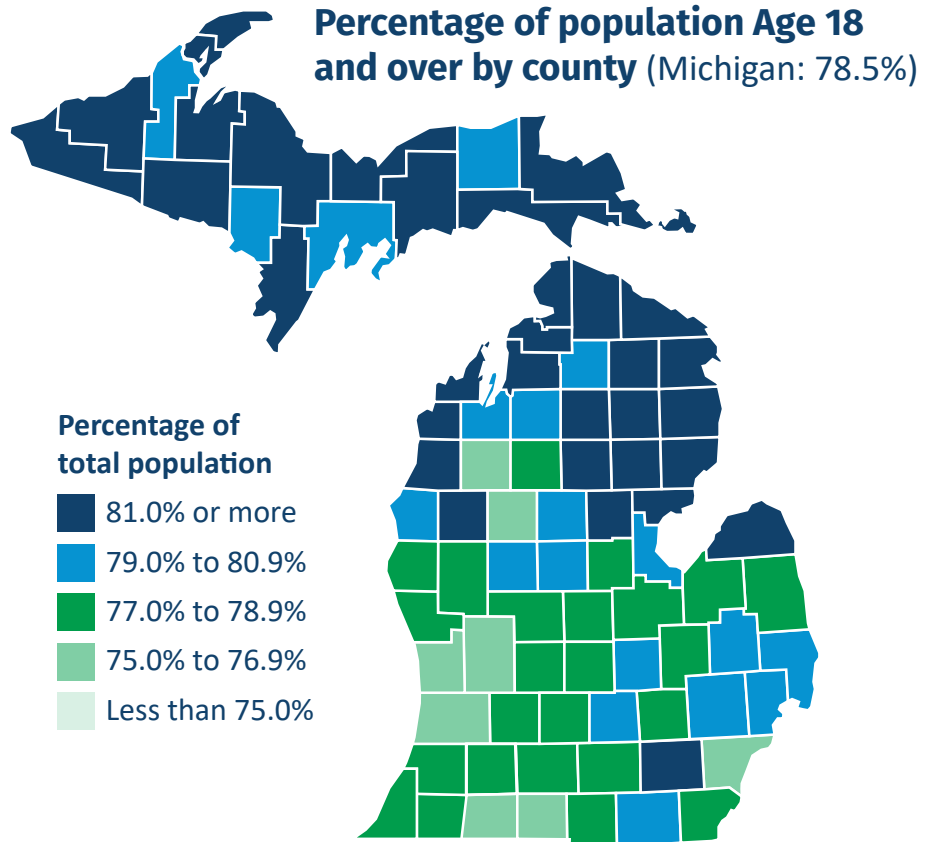 Percentage of population Age 18
and over by county (Michigan: 78.5%)
Percentage of
total population
81.0% or more
79.0% to 80.9%
77.0% to 78.9%
75.0% to 76.9%
Less than 75.0%